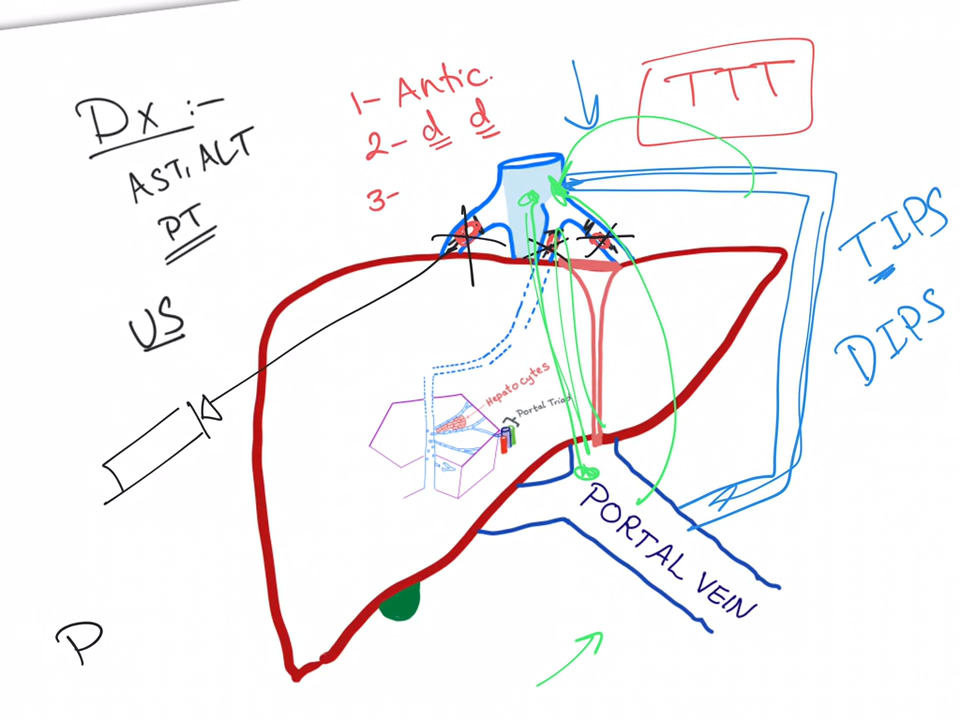 Dx :-
AST, ALT
PT
US
1- Antic.
2- d d
3-
TTT
TIPS
DIPS
Hepatocytes
Portal Triad
PORTAL VEIN
P